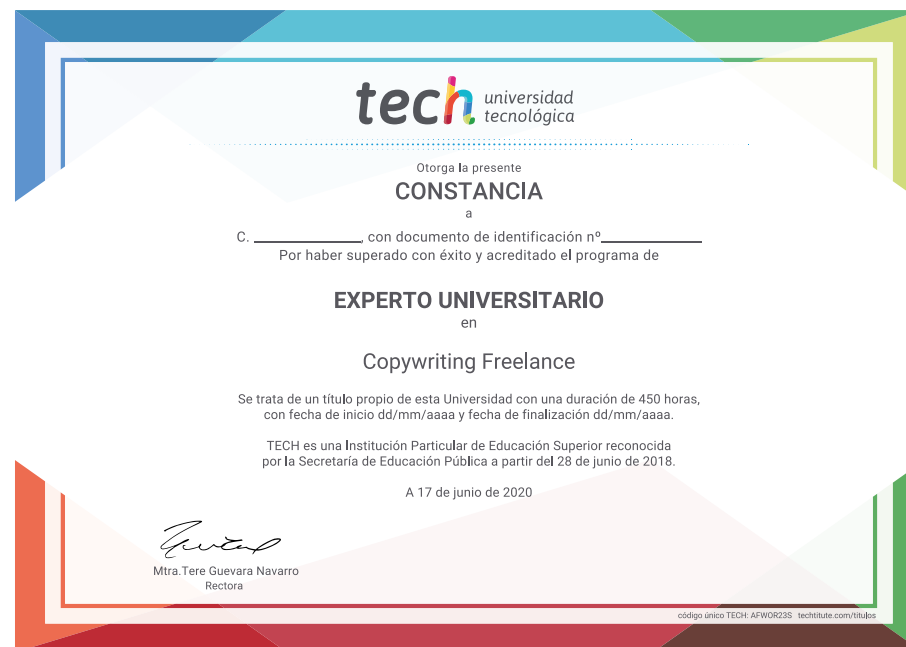 tech universidad
tecnológica
Otorga la presente
CONSTANCIA
a
C. ____________, con documento de identificación nº____________
Por haber superado con éxito y acreditado el programa de
EXPERTO UNIVERSITARIO
en
Copywriting Freelance
Se trata de un título propio de esta Universidad con una duración de 450 horas,
con fecha de inicio dd/mm/aaaa y fecha de finalización dd/mm/aaaa.
TECH es una Institución Particular de Educación Superior reconocida
por la Secretaría de Educación Pública a partir del 28 de junio de 2018.
A 17 de junio de 2020
Mtra.Tere Guevara Navarro
Rectora
código único TECH: AFWOR23S techtitute.com/titulos